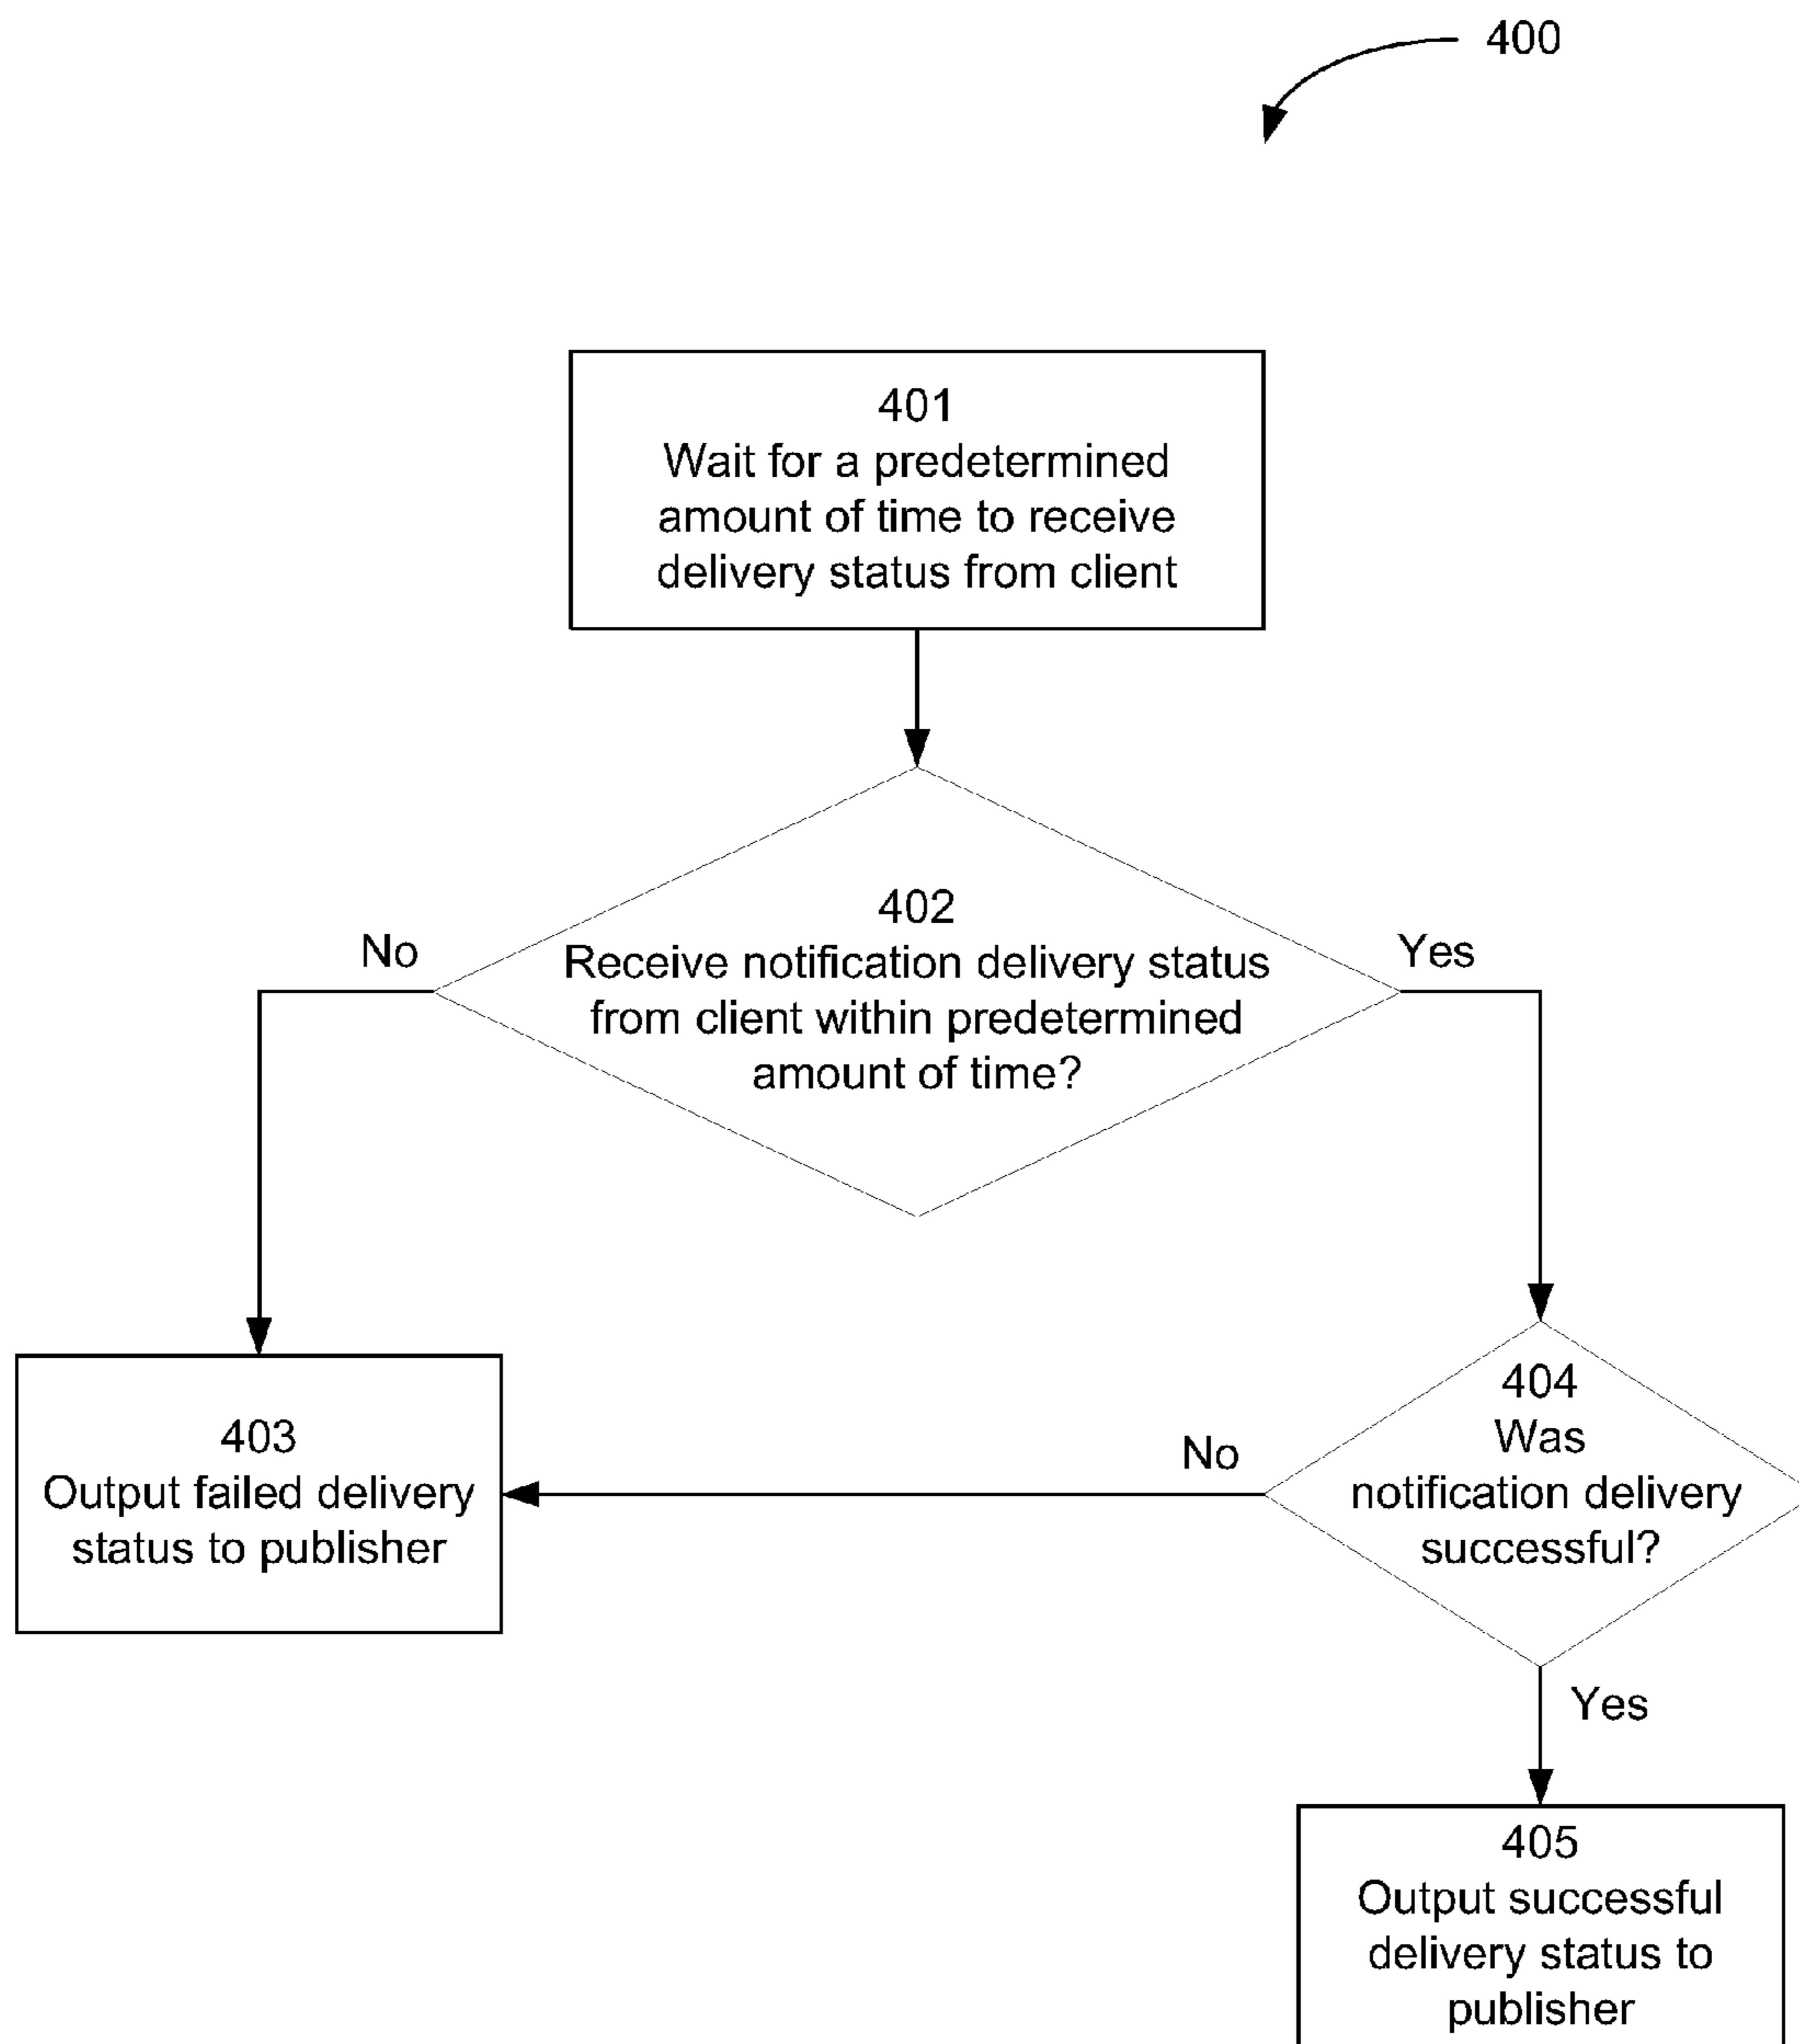 400
401
Wait for a predetermined
amount of time to receive
delivery status from client
402
Receive notification delivery status
from client within predetermined
amount of time?
No
Yes
403
Output failed delivery
status to publisher
No
404
Was
notification delivery
successful?
Yes
405
Output successful
delivery status to
publisher